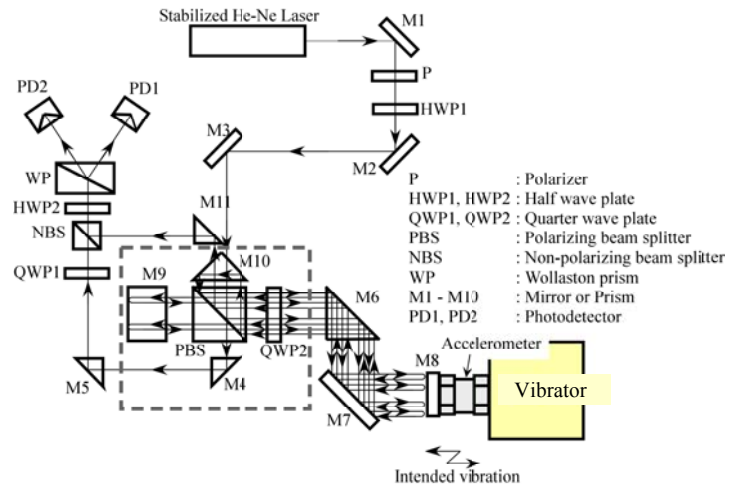 Stabilized He-Ne Laser
M1
P
HWP1
M2
M3
PD2
PD1
WP
HWP2
NBS
QWP1
M11
M10
M9
M6
PBS
QWP2
M5
M4
M7
M8
Accelerometer
Vibrator
Intended vibration
P : Polarizer
HWP1, HWP2 : Half wave plate
QWP1, QWP2 : Quarter wave plate
PBS : Polarizing beam splitter
NBS : Non-polarizing beam splitter
WP : Wollaston prism
M1 - M10 : Mirror or Prism
PD1, PD2 : Photodetector